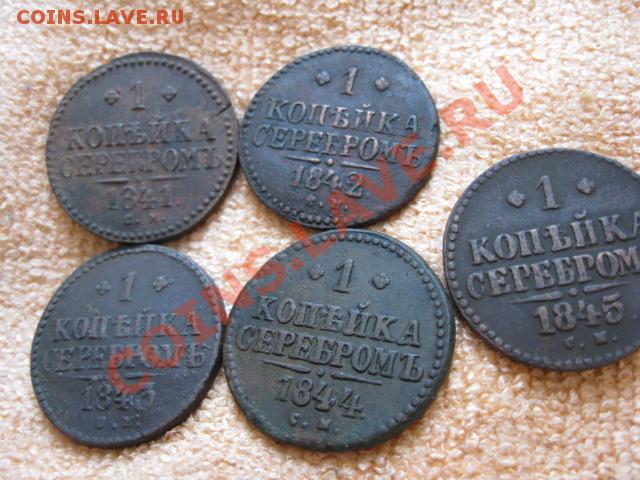 COINS.LAVE.RU
1
КОПѢЙКА
СЕРЕБРОМЪ
1841.
С.М.
1
КОПѢЙКА
СЕРЕБРОМЪ
1842
1
КОПѢЙКА
СЕРЕБРОМ
1845
С.М.
1
КОПѢЙКА
СЕРЕБРОМЪ
1
КОПѢЙКА
СЕРЕБРОМЪ
1844.
С.М
COINS.LAVE.RU